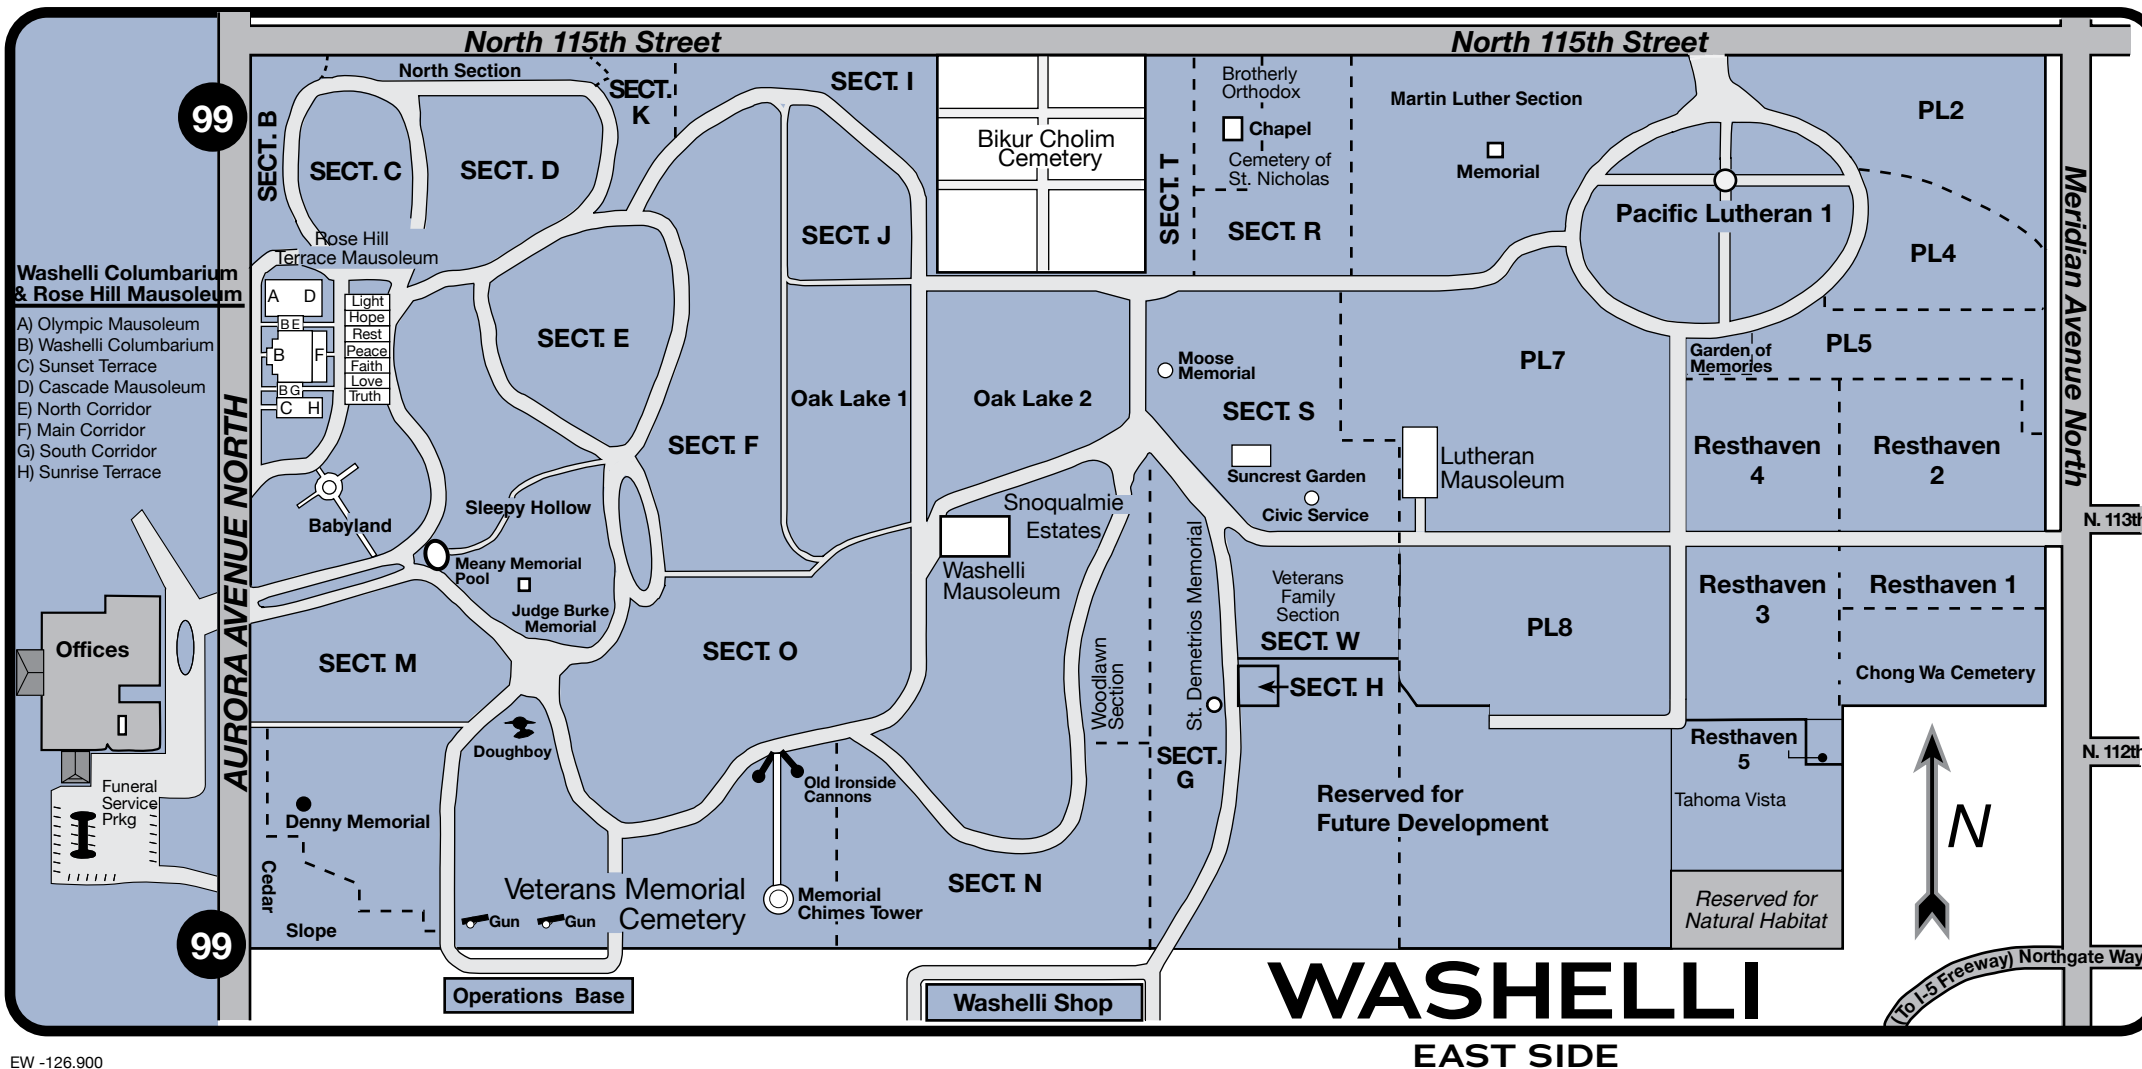 North 115th Street
North 115th Street
99
SECT. B
North Section
SECT.
K
SECT. I
SECT. C
SECT. D
Bikur Cholim
Cemetery
SECT. T
Brotherly
Orthodox
Chapel
Cemetery of
St. Nicholas
SECT. R
Martin Luther Section
Memorial
PL2
Pacific Lutheran 1
PL4
Meridian Avenue North
SECT. J
Rose Hill
Terrace Mausoleum
Washelli Columbarium
& Rose Hill Mausoleum
A) Olympic Mausoleum
B) Washelli Columbarium
C) Sunset Terrace
D) Cascade Mausoleum
E) North Corridor
F) Main Corridor
G) South Corridor
H) Sunrise Terrace
A D
B E
B F
B G
C H
Light
Hope
Rest
Peace
Faith
Love
Truth
SECT. E
Moose
Memorial
PL7
Garden of
Memories
PL5
Oak Lake 1
Oak Lake 2
SECT. S
SECT. F
Suncrest Garden
Civic Service
Lutheran
Mausoleum
Resthaven
4
Resthaven
2
AURORA AVENUE NORTH
Babyland
Sleepy Hollow
Snoqualmie
Estates
N. 113th
Meany Memorial
Pool
Judge Burke
Memorial
Washelli
Mausoleum
St. Demetrios Memorial
Veterans
Family
Section
SECT. W
PL8
Resthaven
3
Resthaven 1
Chong Wa Cemetery
Offices
SECT. M
SECT. O
Woodlawn
Section
SECT. H
SECT.
G
Doughboy
Old Ironside
Cannons
Resthaven
5
N. 112th
Tahoma Vista
Funeral
Service
Prkg
Denny Memorial
Reserved for
Future Development
N
Cedar
Slope
Veterans Memorial
Cemetery
Gun
Gun
Memorial
Chimes Tower
SECT. N
Reserved for
Natural Habitat
99
(To I-5 Freeway) Northgate Way
Operations Base
Washelli Shop
WASHELLI
EAST SIDE
EW -126.900